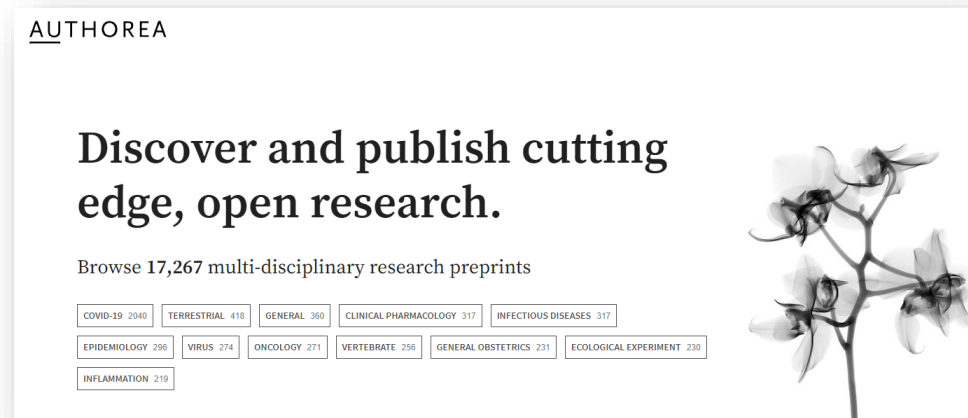 AUTHOREA
Discover and publish cutting
edge, open research.
Browse 17,267 multi-disciplinary research preprints
COVID-19 2040 TERRESTRIAL 418 GENERAL 360 CLINICAL PHARMACOLOGY 317 INFECTIOUS DISEASES 317
EPIDEMIOLOGY 296 VIRUS 274 ONCOLOGY 271 VERTEBRATE 256 GENERAL OBSTETRICS 231 ECOLOGICAL EXPERIMENT 230
INFLAMMATION 219